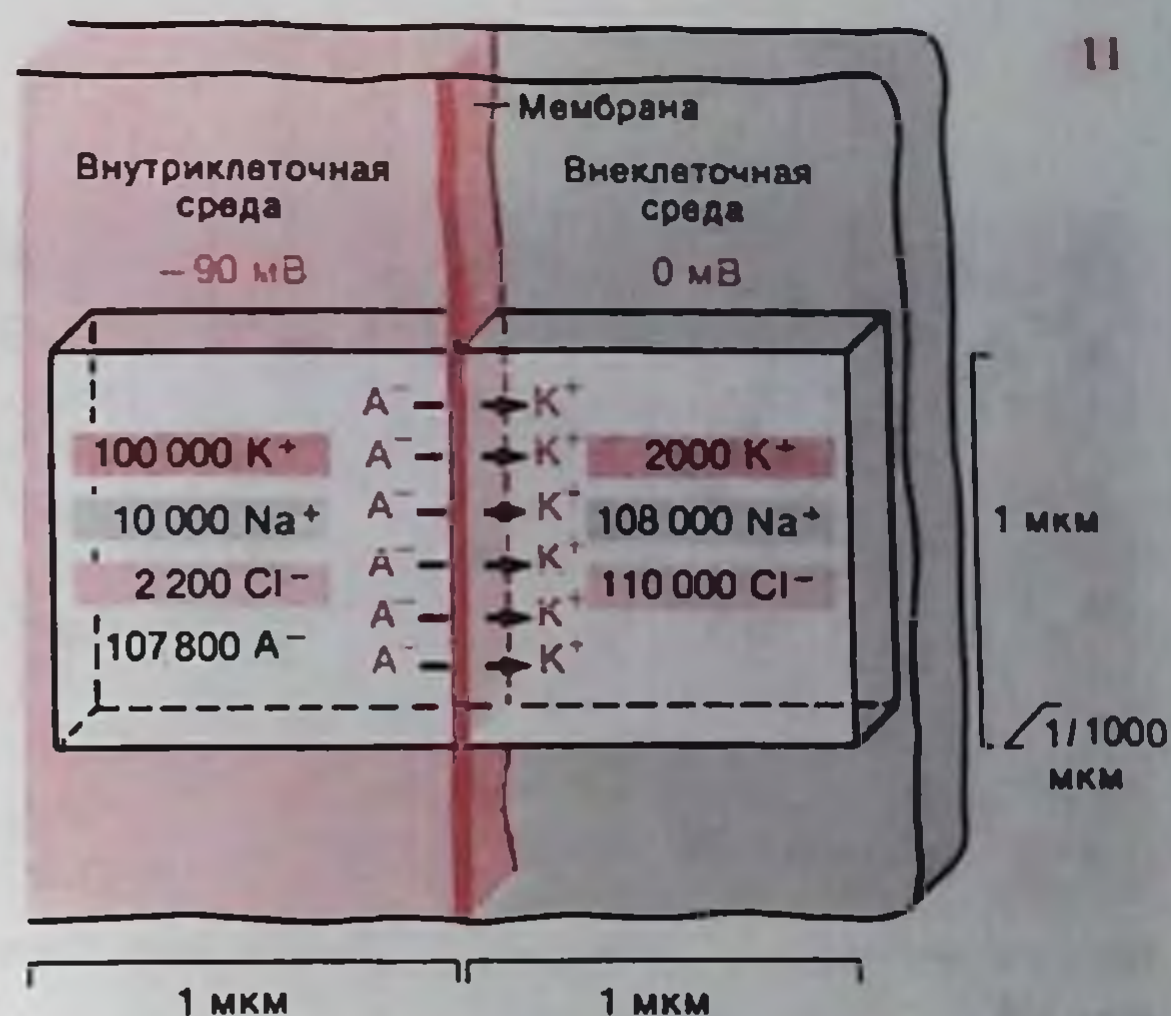 11
Мембрана
Внутриклеточная
среда
Внеклеточная
среда
– 90 мВ
0 мВ
A⁻ K⁺
100 000 K⁺ A⁻ K⁺ 2000 K⁺
10 000 Na⁺ A⁻ K⁻ 108 000 Na⁺
A⁻ K⁺
2 200 Cl⁻ 110 000 Cl⁻
A⁻ K⁺
107 800 A⁻
A⁻ K⁺
1 мкм
1/1000
мкм
1 мкм 1 мкм